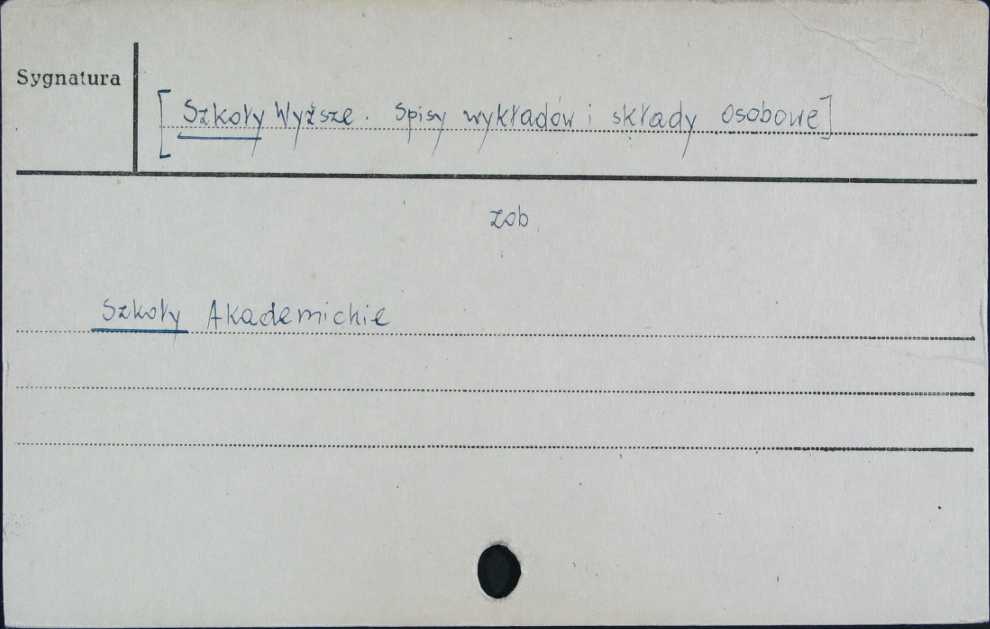 Sygnatura
[Szkoły Wyższe. Spisy wykładów i składy osobowe]
zob.
Szkoły Akademickie